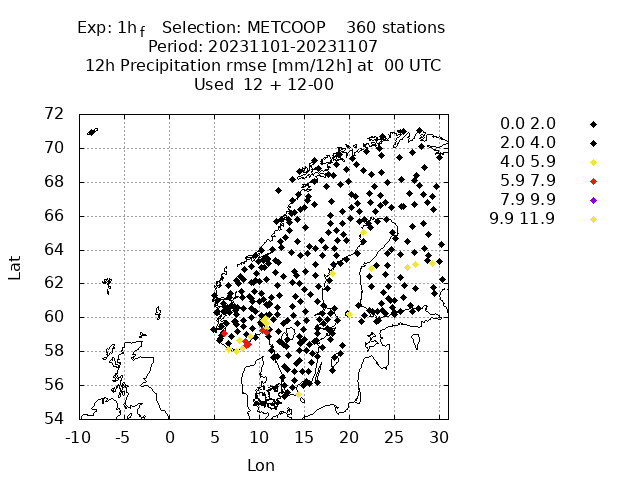 Exp: 1hf Selection: METCOOP 360 stations
Period: 20231101-20231107
12h Precipitation rmse [mm/12h] at 00 UTC
Used 12 + 12-00
72
70
68
66
64
62
60
58
56
54
Lat
-10 -5 0 5 10 15 20 25 30
Lon
0.0 2.0
2.0 4.0
4.0 5.9
5.9 7.9
7.9 9.9
9.9 11.9